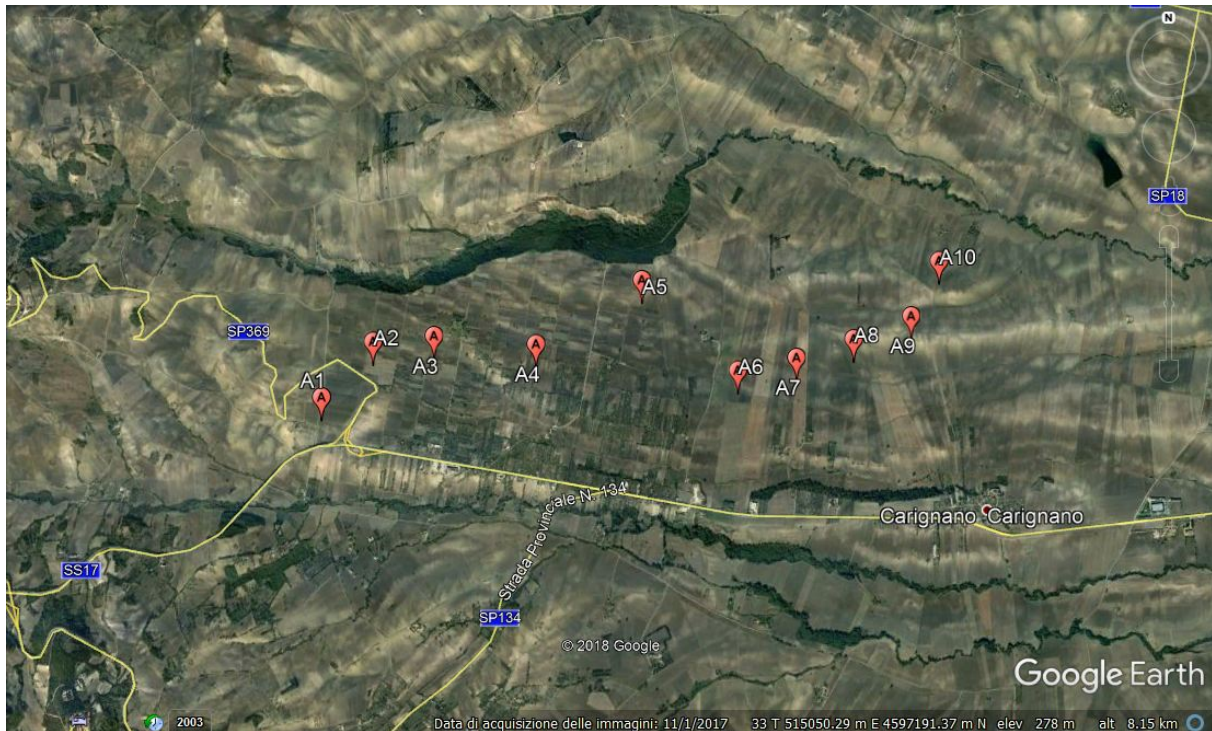 N
SP18
A10
A5
SP369
A2
A3
A4
A8
A9
A6
A7
A1
Strada Provinciale N. 134
Carignano
Carignano
SS17
SP134
© 2018 Google
Google Earth
2003
Data di acquisizione delle immagini: 11/1/2017 33 T 515050.29 m E 4597191.37 m N elev 278 m alt 8.15 km